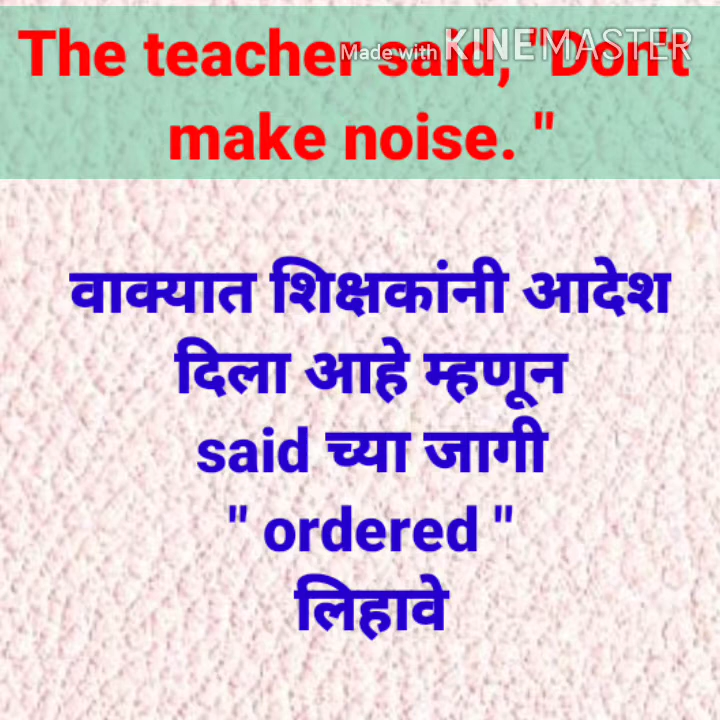 The teacher said, "Don't
Made with KINEMASTER
make noise. "
वाक्यात शिक्षकांनी आदेश
दिला आहे म्हणून
said च्या जागी
" ordered "
लिहावे